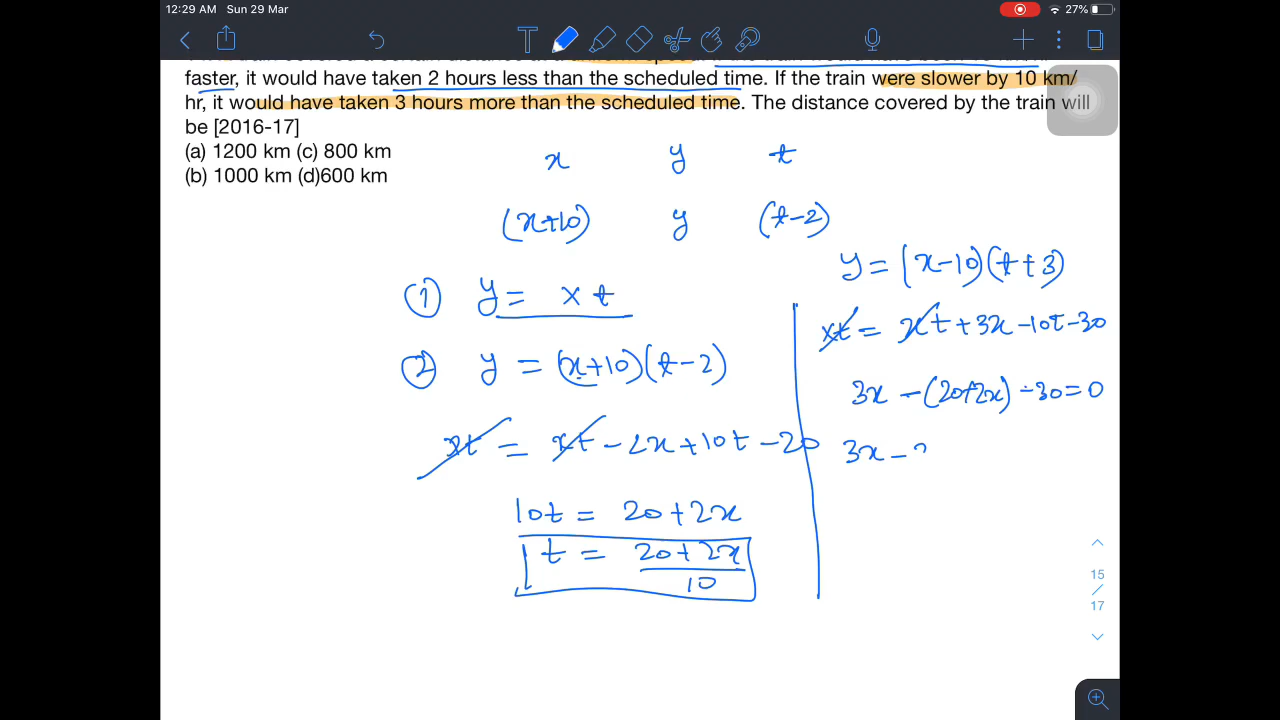 12:29 AM Sun 29 Mar
27%
faster, it would have taken 2 hours less than the scheduled time. If the train were slower by 10 km/
hr, it would have taken 3 hours more than the scheduled time. The distance covered by the train will
be [2016-17]
(a) 1200 km (c) 800 km
(b) 1000 km (d)600 km
x y t
(x+10) y (t-2)
y = (x-10)(t+3)
① y = xt
xt = xt+3x-10t-30
② y = (x+10)(t-2)
3x -(20+2x) -30=0
xt = xt-2x+10t-20
3x -
10t = 20+2x
t = 20+2x
10
15
/
17